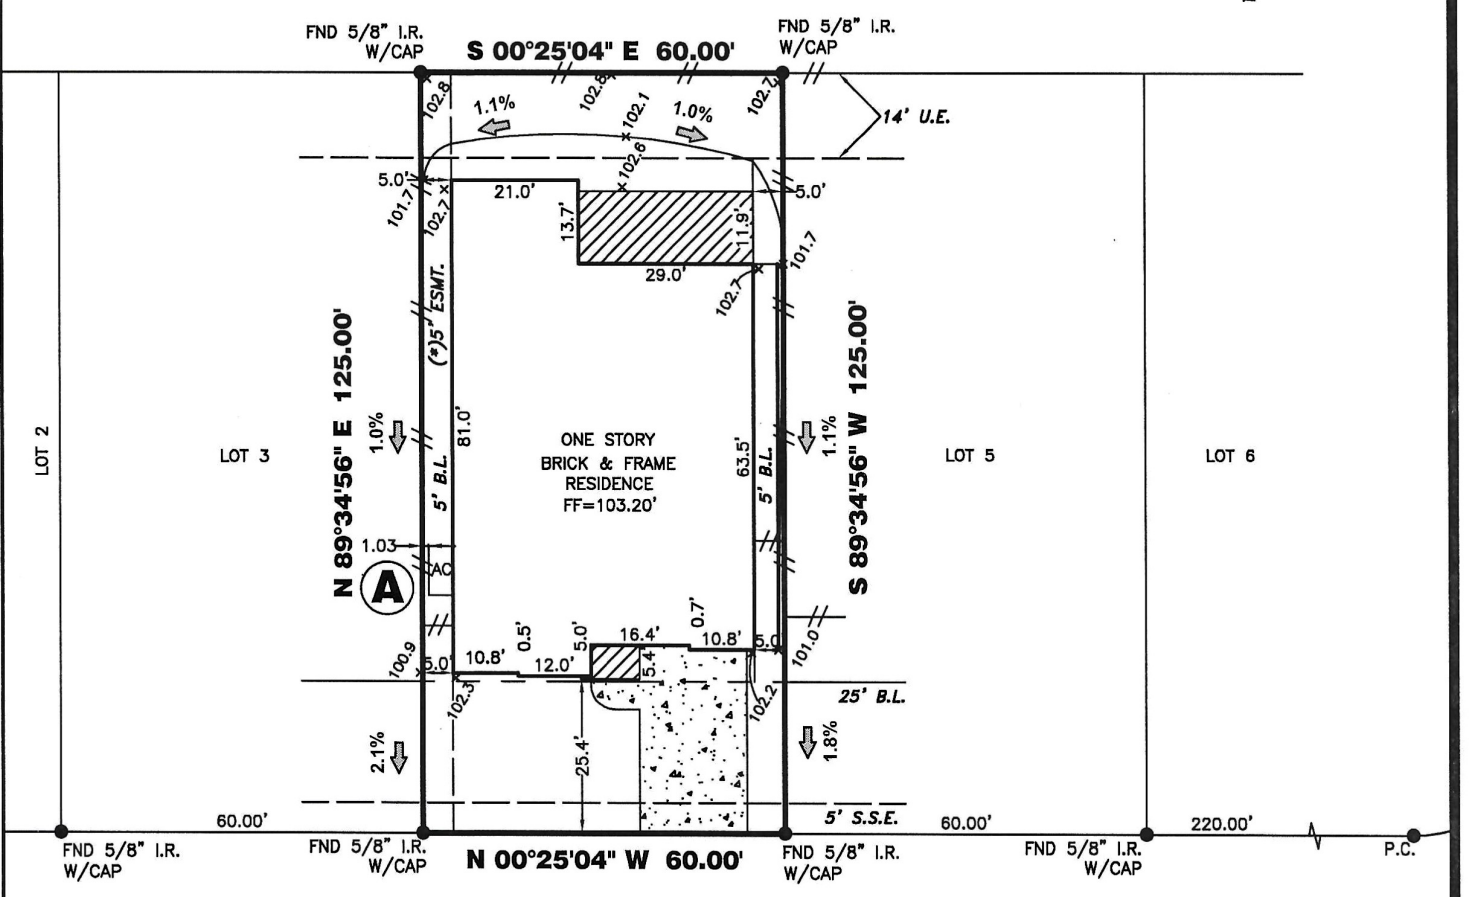 FND 5/8" I.R.
W/CAP
S 00°25'04" E 60.00'
FND 5/8" I.R.
W/CAP
102.8
102.8
102.7
1.1%
102.1
1.0%
14' U.E.
102.6
5.0'
21.0'
5.0'
101.7
102.7
13.7'
11.9'
101.7
29.0'
102.7
(*)5' ESMT.
N 89°34'56" E 125.00'
S 89°34'56" W 125.00'
1.0%
81.0'
1.1%
63.5'
LOT 2
LOT 3
ONE STORY
BRICK & FRAME
RESIDENCE
FF=103.20'
LOT 5
LOT 6
5' B.L.
5' B.L.
1.03
AC
A
100.9
5.0'
10.8'
0.5'
12.0'
5.0'
16.4'
0.7'
10.8'
5.0
101.0
5.4
102.3
102.2
25' B.L.
2.1%
25.4'
1.8%
5' S.S.E.
60.00'
60.00'
220.00'
FND 5/8" I.R.
W/CAP
FND 5/8" I.R.
W/CAP
N 00°25'04" W 60.00'
FND 5/8" I.R.
W/CAP
FND 5/8" I.R.
W/CAP
P.C.